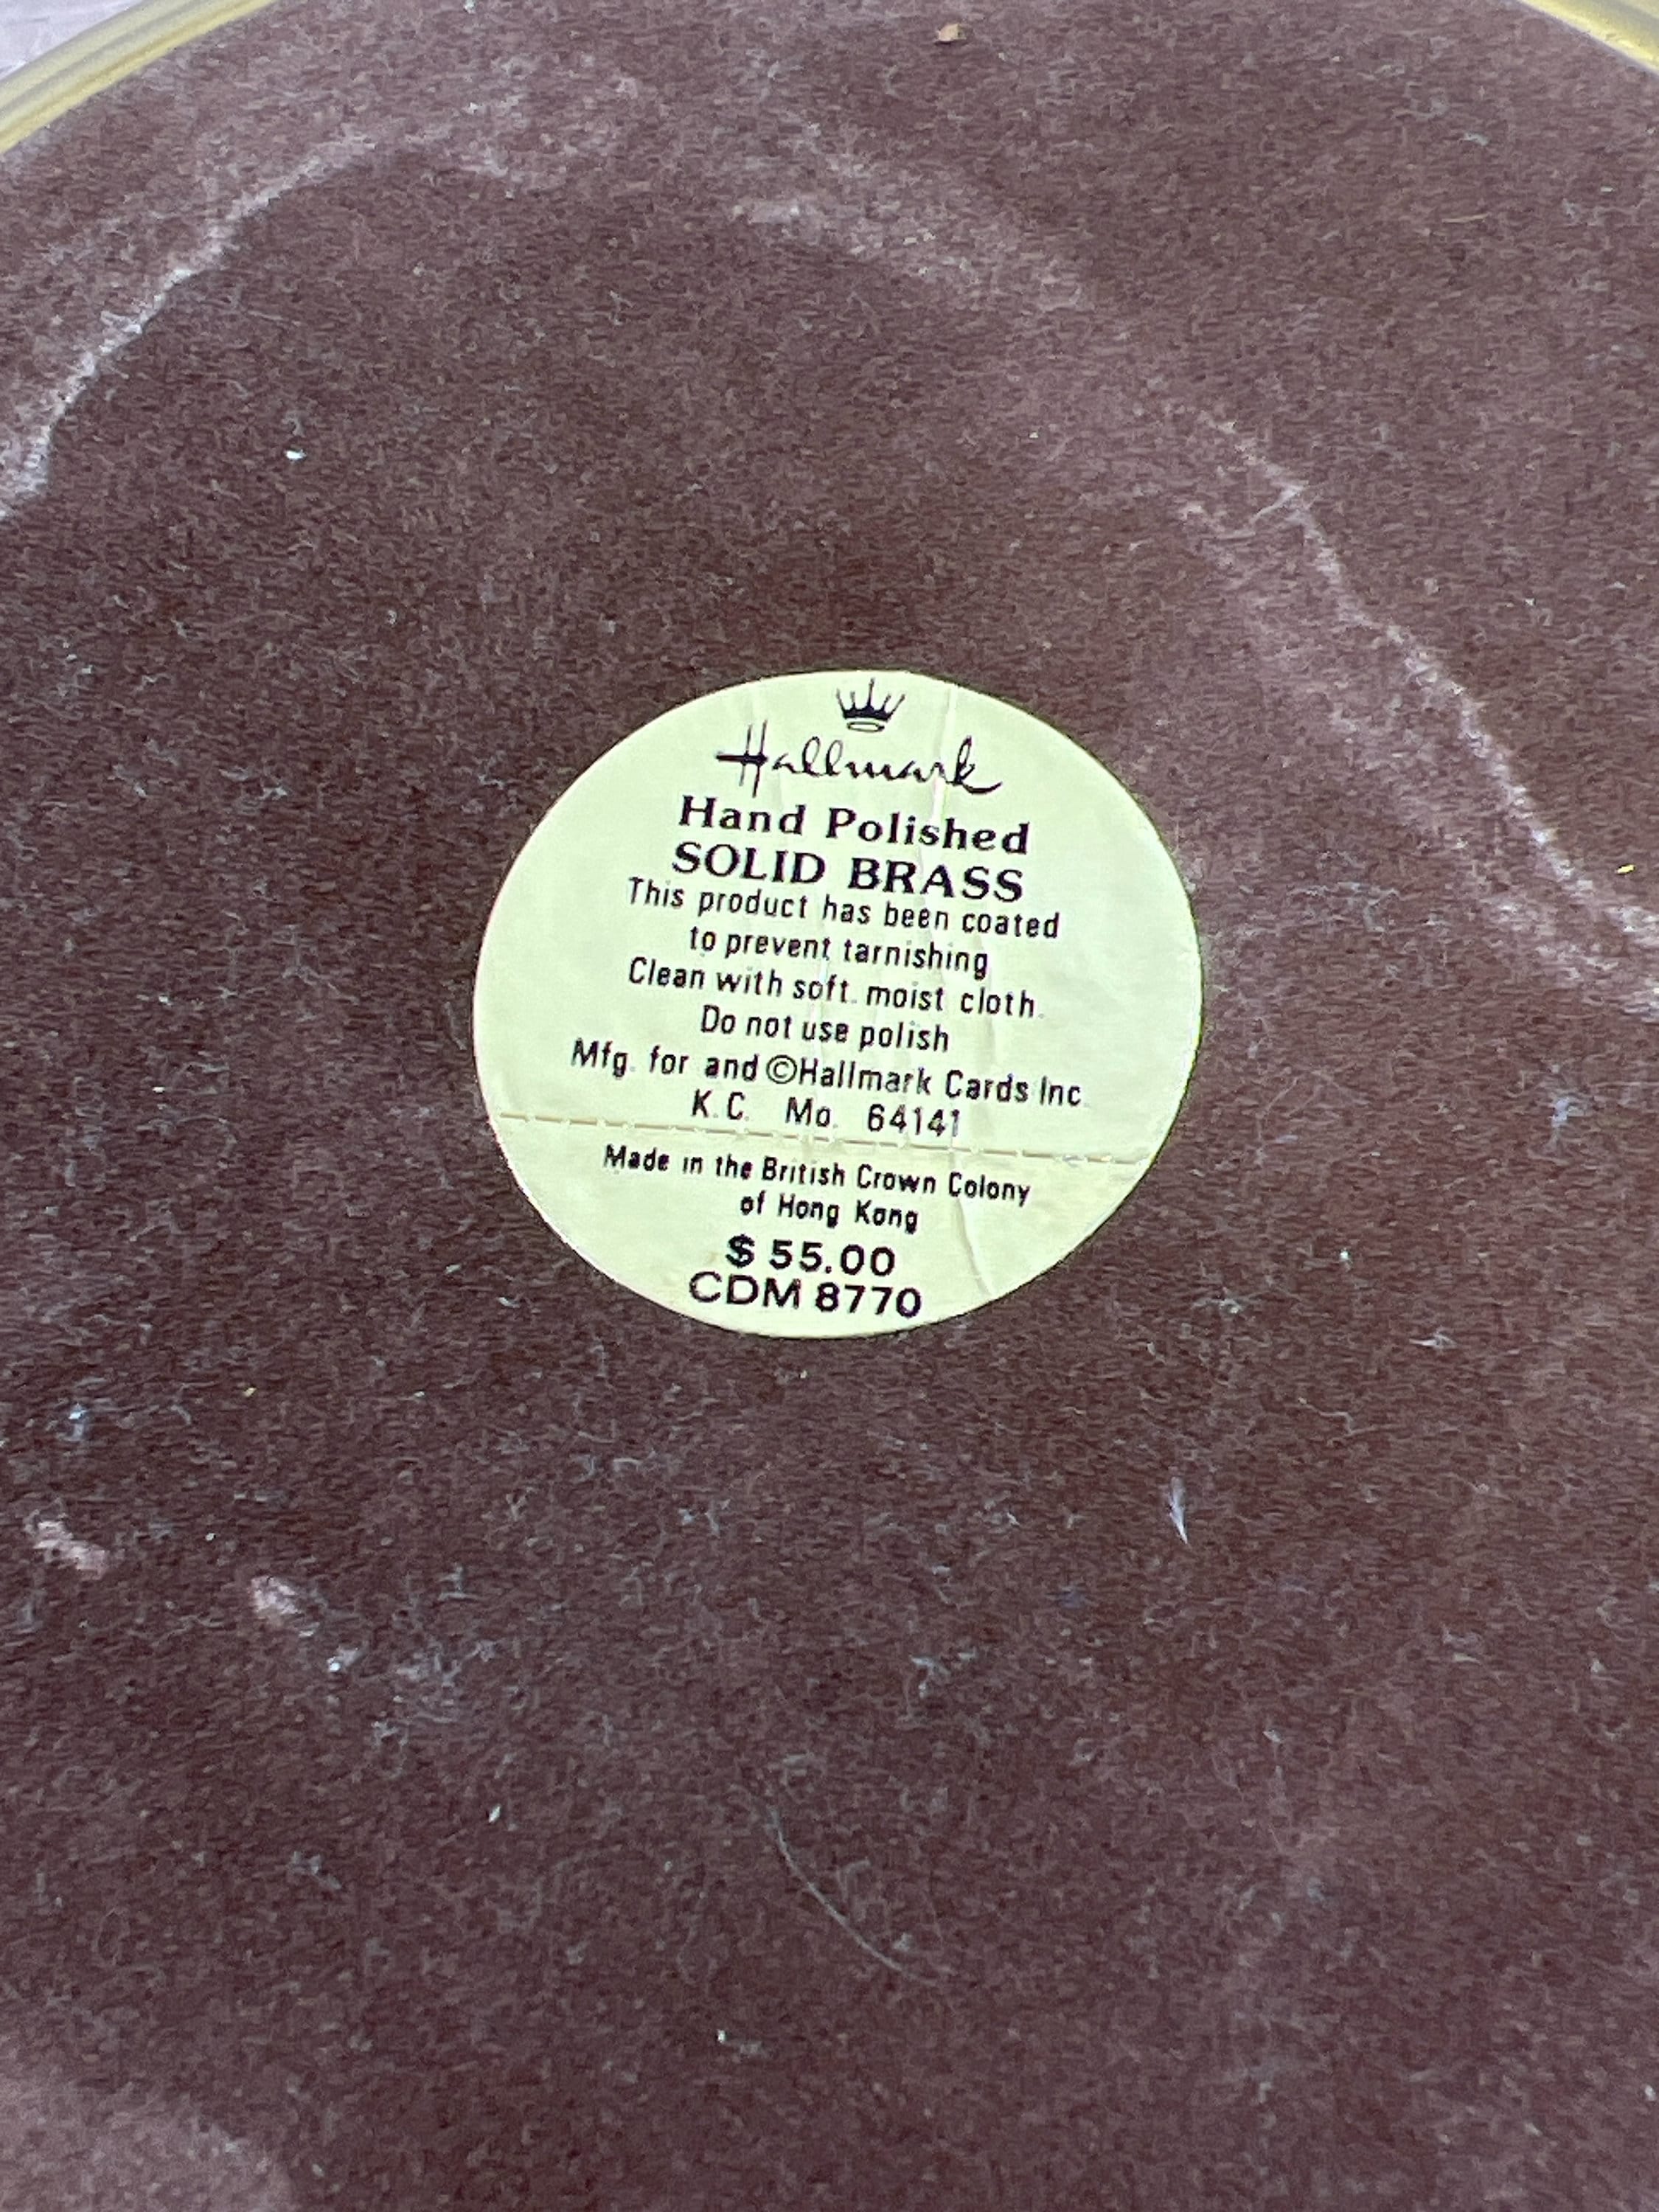 Hallmark
Hand Polished
SOLID BRASS
This product has been coated
to prevent tarnishing
Clean with soft. moist cloth.
Do not use polish
Mfg. for and ©Hallmark Cards Inc.
K.C. Mo. 64141
Made in the British Crown Colony
of Hong Kong
$ 55.00
CDM 8770